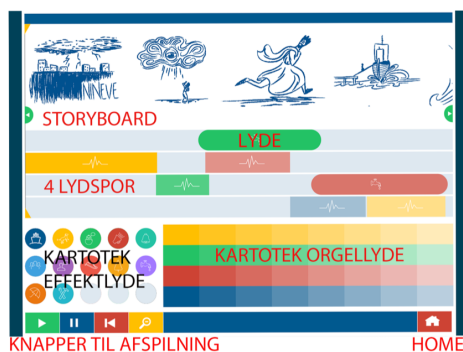 NINEVE
STORYBOARD
LYDE
4 LYDSPOR
KARTOTEK
EFFEKTLYDE
KARTOTEK ORGELLYDE
KNAPPER TIL AFSPILNING
HOME